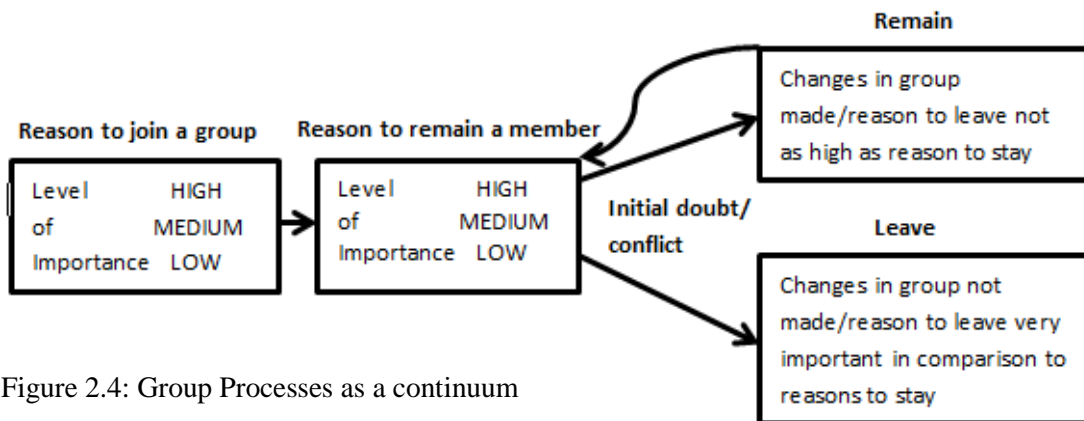 Remain
Changes in group
made/reason to leave not
as high as reason to stay
Reason to join a group
Level HIGH
of MEDIUM
Importance LOW
Reason to remain a member
Level HIGH
of MEDIUM
Importance LOW
Initial doubt/
conflict
Leave
Changes in group not
made/reason to leave very
important in comparison to
reasons to stay
Figure 2.4: Group Processes as a continuum